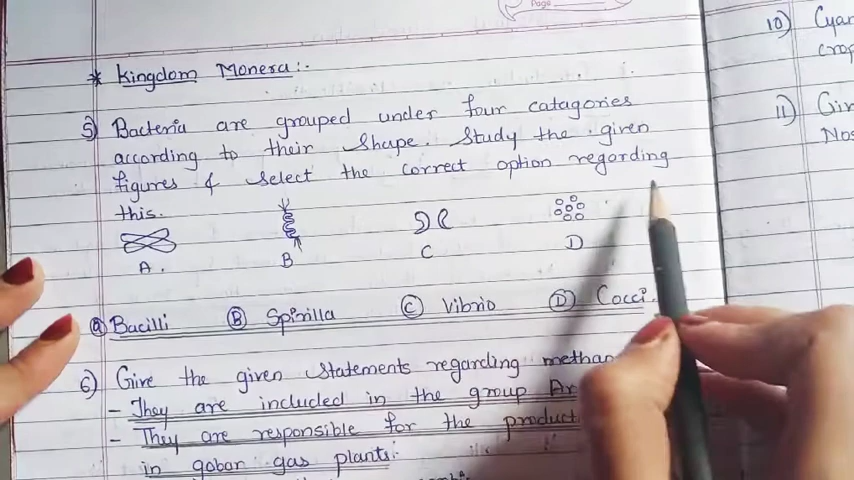 Page
* Kingdom Monera:-
5) Bacteria are grouped under four catagories
according to their shape. Study the given
figures & select the correct option regarding
this.
A. B C D
a) Bacilli B) Spirilla C) Vibrio D) Cocci.
6) Give the given statements regarding
- They are included in the group
- They are responsible for the
in gobar gas plants.
10)
11)